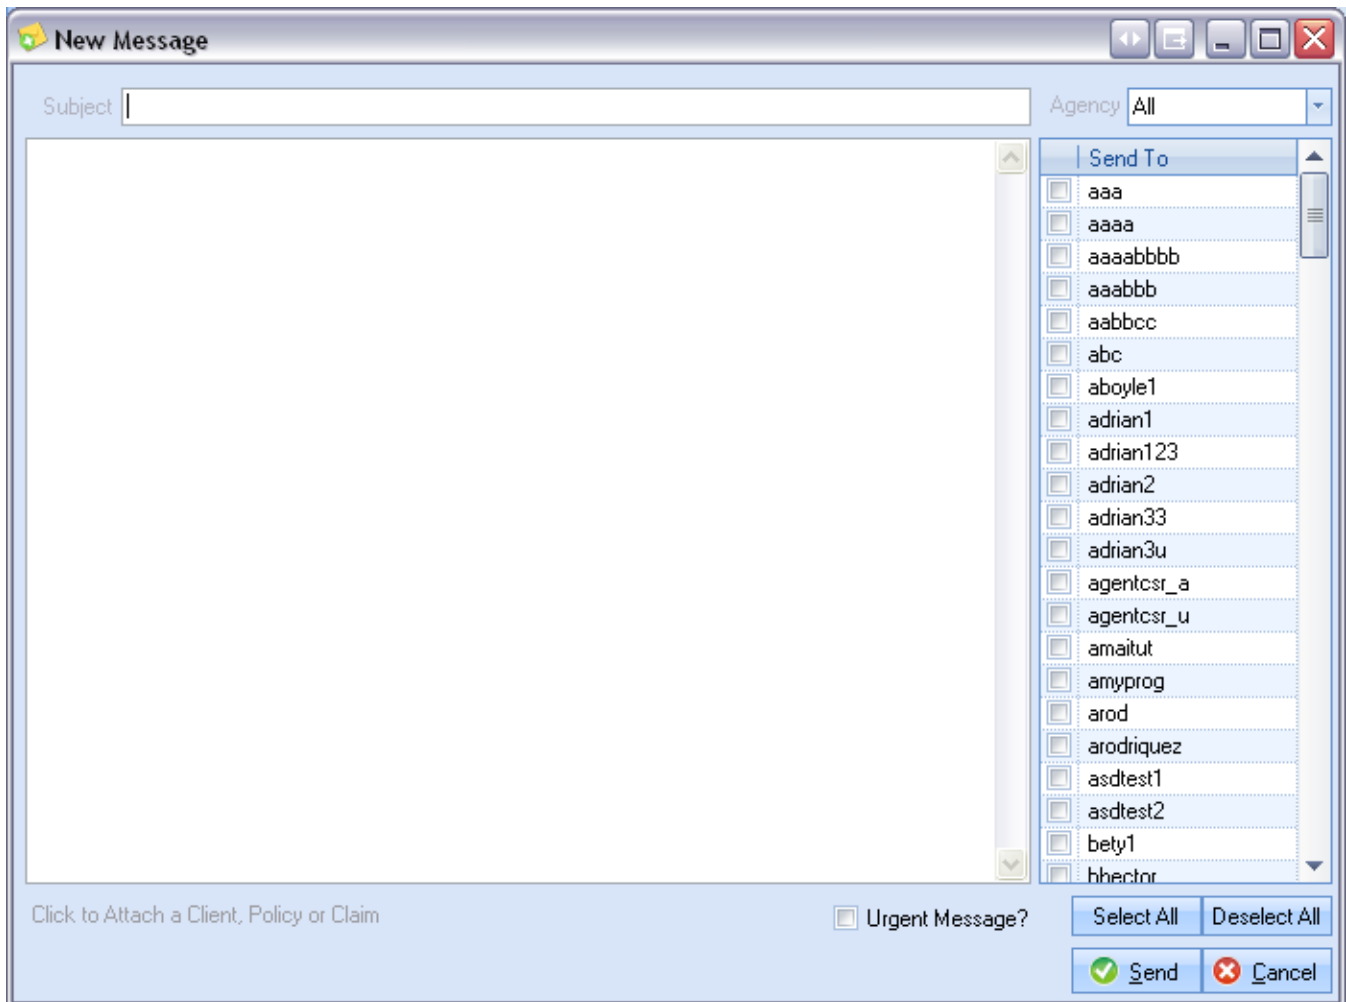 New Message
Subject
Agency All
Send To
aaa
aaaa
aaaabbbb
aaabbb
aabbcc
abc
aboyle1
adrian1
adrian123
adrian2
adrian33
adrian3u
agentcsr_a
agentcsr_u
amaitut
amyprog
arod
arodriquez
asdtest1
asdtest2
bety1
bhector
Click to Attach a Client, Policy or Claim
Urgent Message?
Select All
Deselect All
Send
Cancel